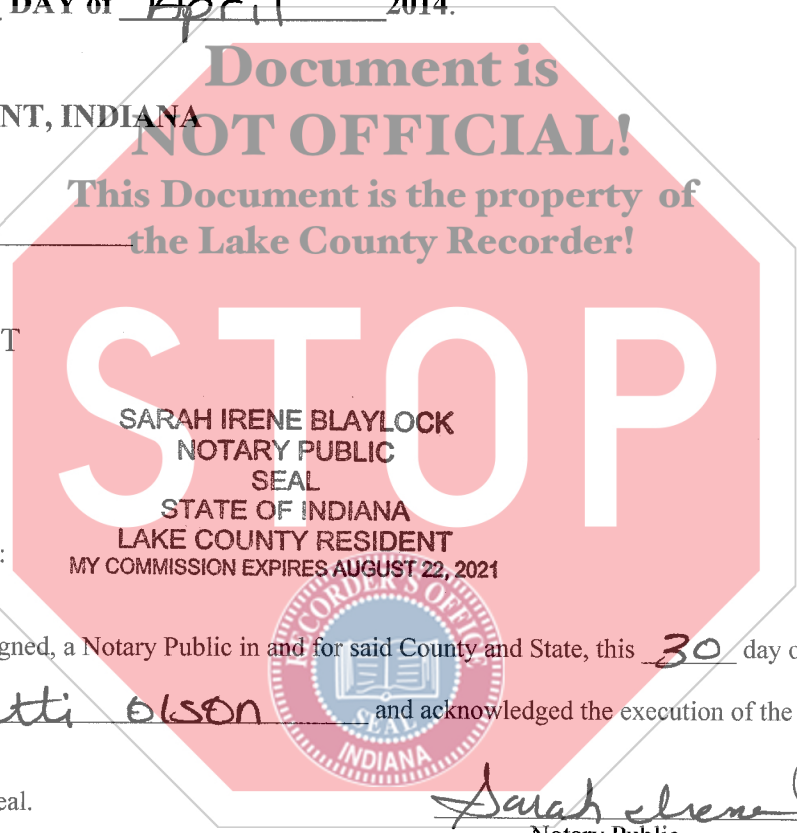 DAY of April 2014.
Document is
NT, INDIANA
NOT OFFICIAL!
This Document is the property of
the Lake County Recorder!
T
STOP
SARAH IRENE BLAYLOCK
NOTARY PUBLIC
SEAL
STATE OF INDIANA
LAKE COUNTY RESIDENT
:
MY COMMISSION EXPIRES AUGUST 22, 2021
RECORDER'S OFFICE
igned, a Notary Public in and for said County and State, this 30 day o
tti Olson and acknowledged the execution of the
SEAL
INDIANA
eal.
Sarah Irene
Notary Public